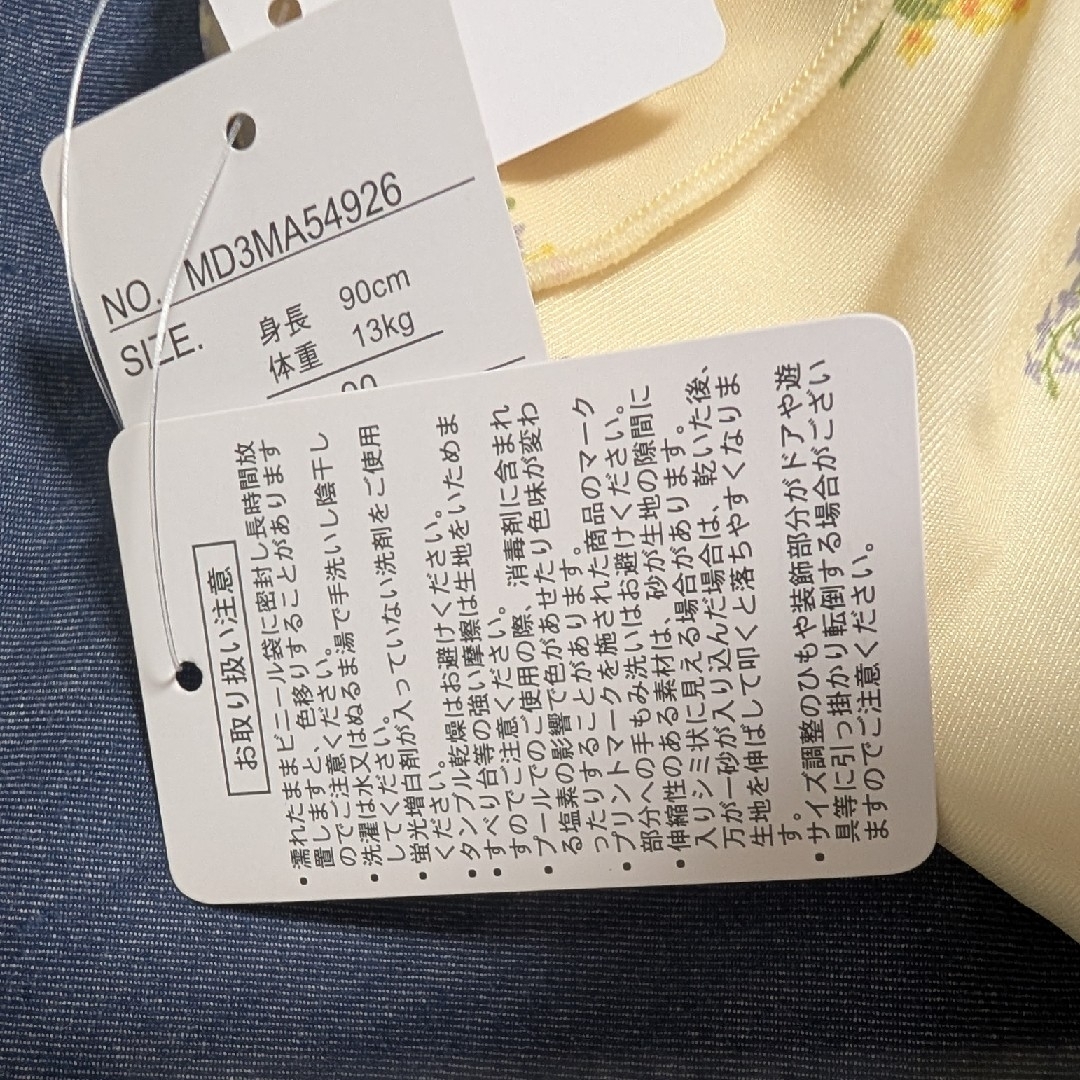 NO. MD3MA54926
SIZE. 身長 90cm
体重 13kg
お取り扱い注意
・濡れたままビニール袋に密封し長時間放
置しますと、色移りすることがあります
のでご注意ください。
・洗濯は水又はぬるま湯で手洗いし陰干し
してください。
・蛍光増白剤が入っていない洗剤をご使用
ください。
・タンブル乾燥はお避けください。
・すべり台等の強い摩擦は生地をいためま
すのでご注意ください。
・プールでのご使用の際、消毒剤に含まれ
る塩素の影響で色があせたり色味が変わ
ったりすることがあります。
・プリントマークを施された商品のマーク
部分への手もみ洗いはお避けください。
・伸縮性のある素材は、砂が生地の隙間に
入りシミ状に見える場合があります。
万が一砂が入り込んだ場合は、乾いた後、
生地を伸ばして叩くと落ちやすくなりま
す。
・サイズ調整のひもや装飾部分がドアや遊
具等に引っ掛かり転倒する場合がござい
ますのでご注意ください。